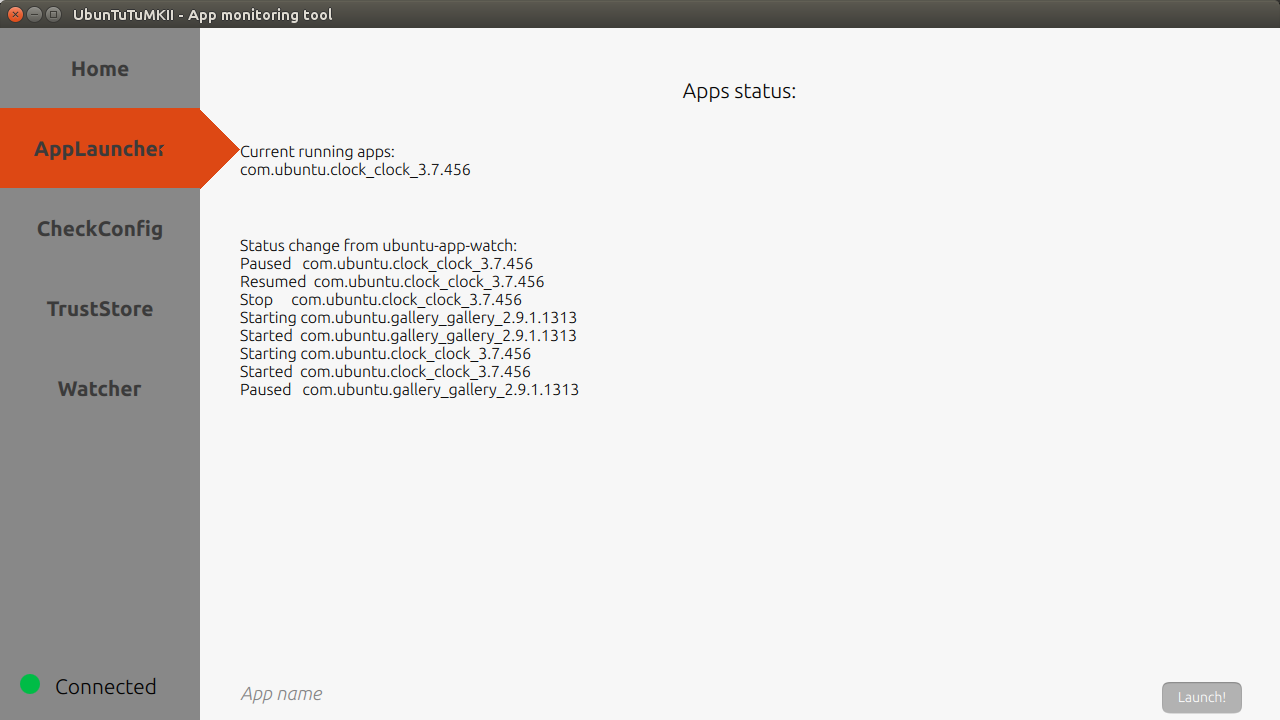 UbunTuTuMKII - App monitoring tool
Home
AppLauncher
CheckConfig
TrustStore
Watcher
Connected
Apps status:
Current running apps:
com.ubuntu.clock_clock_3.7.456
Status change from ubuntu-app-watch:
Paused com.ubuntu.clock_clock_3.7.456
Resumed com.ubuntu.clock_clock_3.7.456
Stop com.ubuntu.clock_clock_3.7.456
Starting com.ubuntu.gallery_gallery_2.9.1.1313
Started com.ubuntu.gallery_gallery_2.9.1.1313
Starting com.ubuntu.clock_clock_3.7.456
Started com.ubuntu.clock_clock_3.7.456
Paused com.ubuntu.gallery_gallery_2.9.1.1313
App name
Launch!